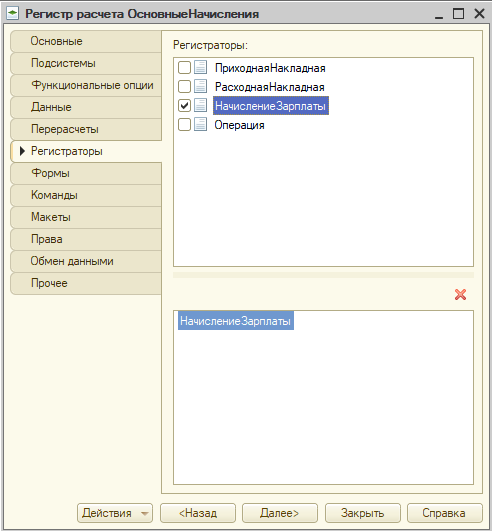 Регистр расчета ОсновныеНачисления
Основные
Подсистемы
Функциональные опции
Данные
Перерасчеты
Регистраторы
Формы
Команды
Макеты
Права
Обмен данными
Прочее
Регистраторы:
ПриходнаяНакладная
РасходнаяНакладная
НачислениеЗарплаты
Операция
НачислениеЗарплаты
Действия
<Назад
Далее>
Закрыть
Справка